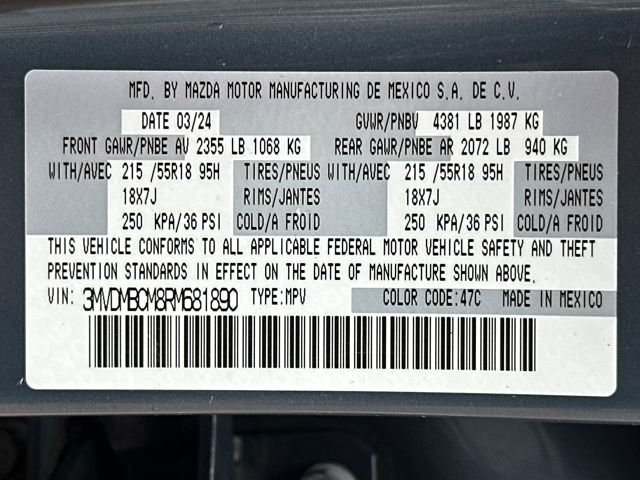 MFD. BY MAZDA MOTOR MANUFACTURING DE MEXICO S.A. DE C.V.
DATE 03/24 GVWR/PNBV 4381 LB 1987 KG
FRONT GAWR/PNBE AV 2355 LB 1068 KG REAR GAWR/PNBE AR 2072 LB 940 KG
WITH/AVEC 215 /55R18 95H TIRES/PNEUS WITH/AVEC 215 /55R18 95H TIRES/PNEUS
18X7J RIMS/JANTES 18X7J RIMS/JANTES
250 KPA/36 PSI COLD/A FROID 250 KPA/36 PSI COLD/A FROID
THIS VEHICLE CONFORMS TO ALL APPLICABLE FEDERAL MOTOR VEHICLE SAFETY AND THEFT
PREVENTION STANDARDS IN EFFECT ON THE DATE OF MANUFACTURE SHOWN ABOVE.
VIN: 3MVDMBCM8RM681890 TYPE:MPV COLOR CODE:47C MADE IN MEXICO